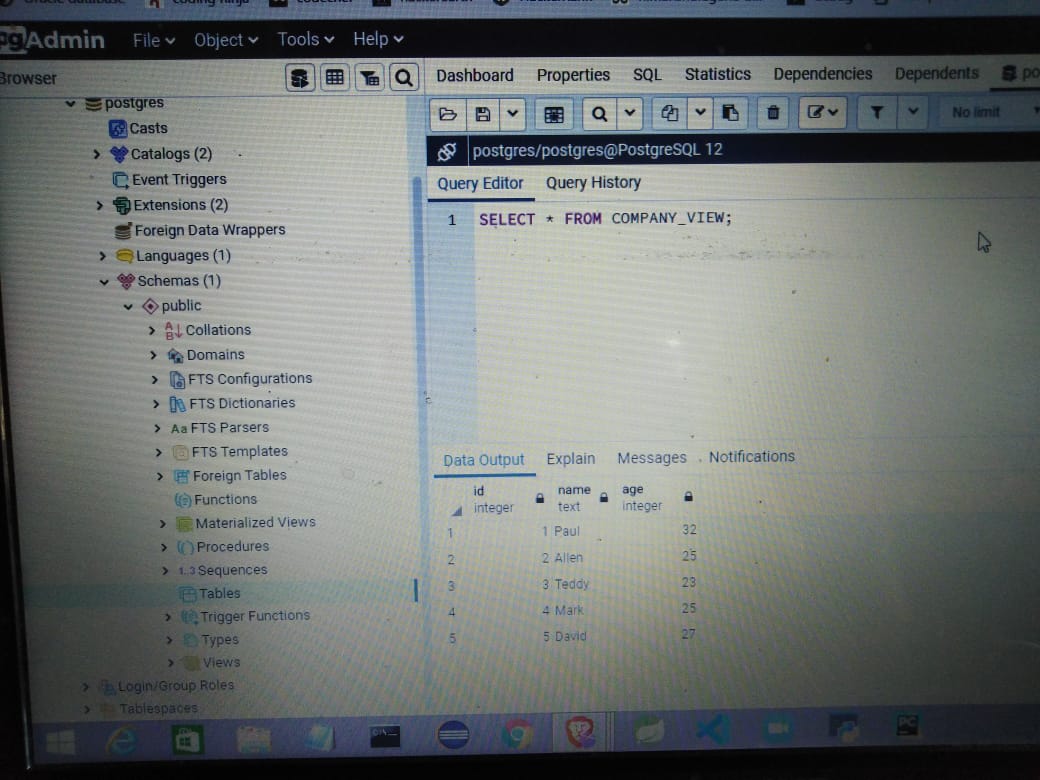 pgAdmin File Object Tools Help
Browser
Dashboard Properties SQL Statistics Dependencies Dependents
No limit
postgres/postgres@PostgreSQL 12
Query Editor Query History
1 SELECT * FROM COMPANY_VIEW;
postgres
Casts
Catalogs (2)
Event Triggers
Extensions (2)
Foreign Data Wrappers
Languages (1)
Schemas (1)
public
Collations
Domains
FTS Configurations
FTS Dictionaries
Aa FTS Parsers
FTS Templates
Foreign Tables
Functions
Materialized Views
Procedures
1..3 Sequences
Tables
Trigger Functions
Types
Views
Login/Group Roles
Tablespaces
Data Output Explain Messages Notifications
id name age
integer text integer
1 1 Paul 32
2 2 Allen 25
3 3 Teddy 23
4 4 Mark 25
5 5 David 27